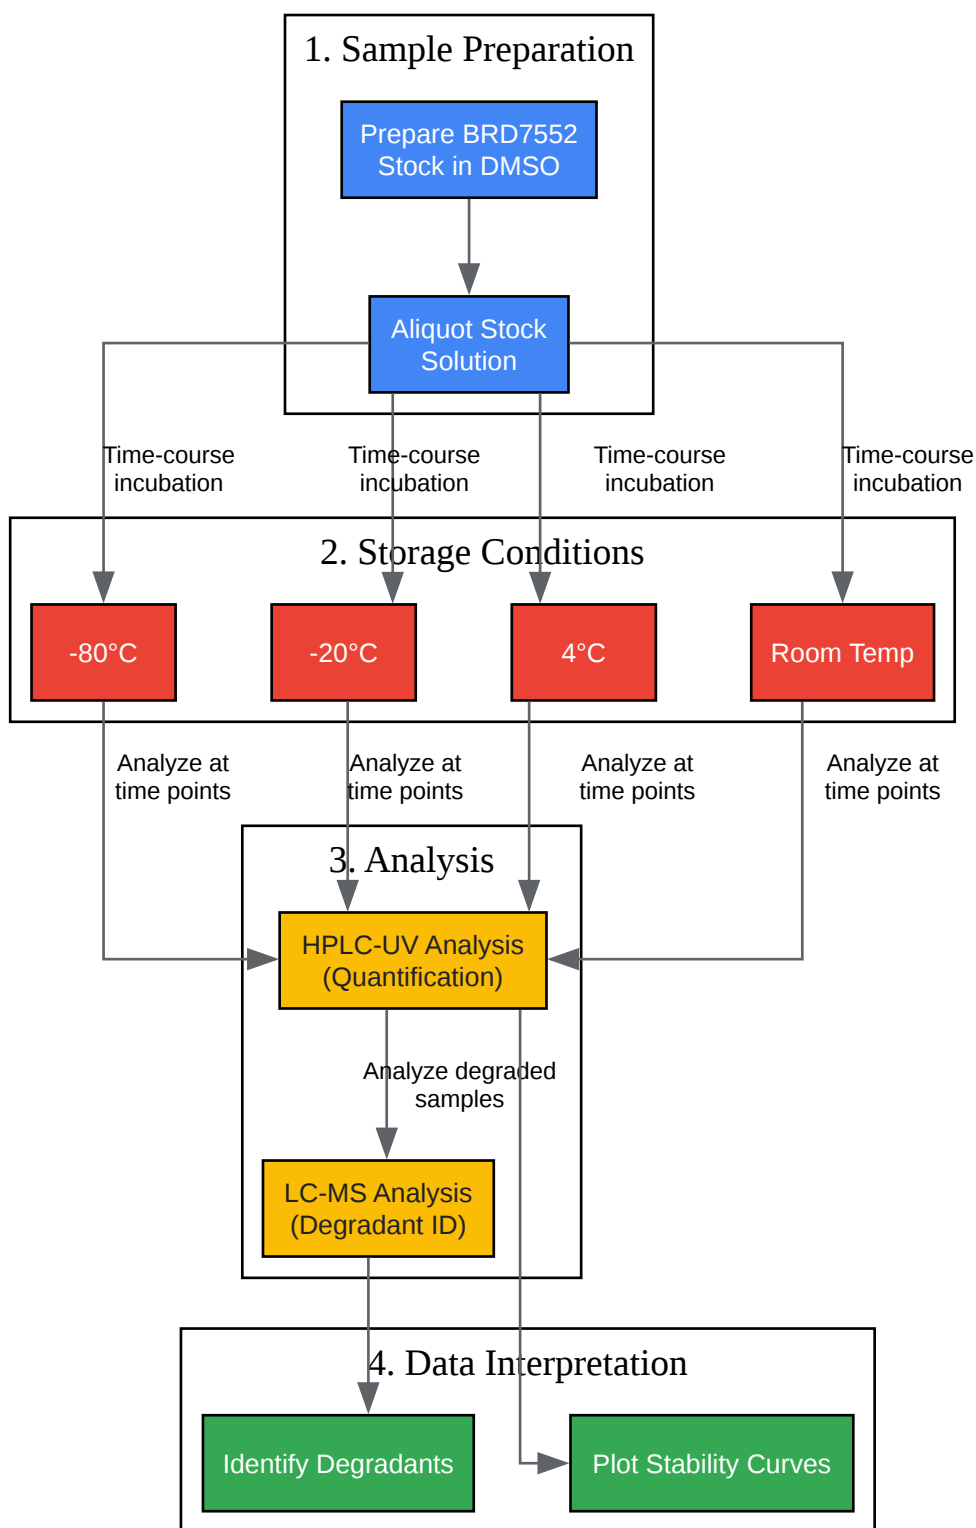 1. Sample Preparation
Prepare BRD7552
Stock in DMSO
Aliquot Stock
Solution
Time-course
incubation
Time-course
incubation
Time-course
incubation
Time-course
incubation
2. Storage Conditions
-80°C
-20°C
4°C
Room Temp
Analyze at
time points
Analyze at
time points
Analyze at
time points
Analyze at
time points
3. Analysis
HPLC-UV Analysis
(Quantification)
Analyze degraded
samples
LC-MS Analysis
(Degradant ID)
4. Data Interpretation
Identify Degradants
Plot Stability Curves